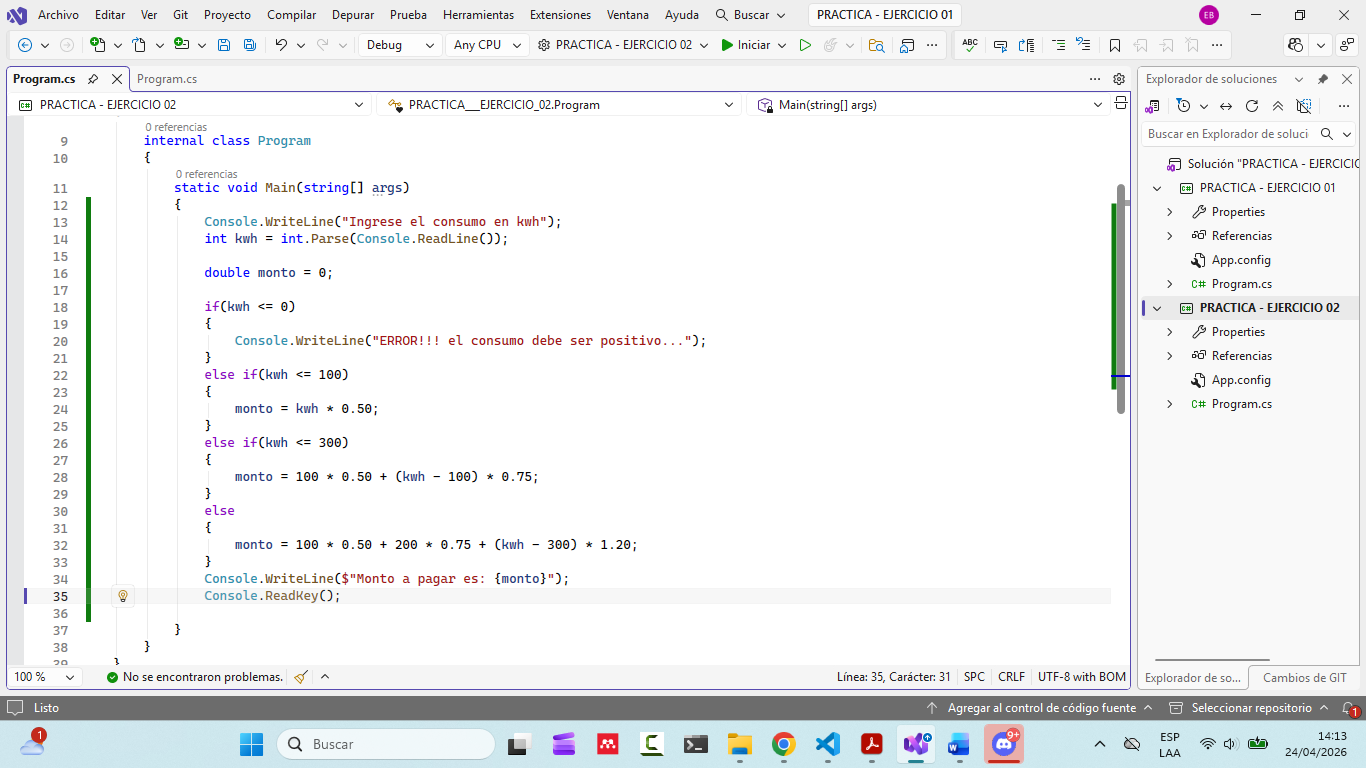 Archivo Editar Ver Git Proyecto Compilar Depurar Prueba Herramientas Extensiones Ventana Ayuda Buscar PRACTICA - EJERCICIO 01 EB
Debug Any CPU PRACTICA - EJERCICIO 02 Iniciar
Program.cs Program.cs
PRACTICA - EJERCICIO 02 PRACTICA___EJERCICIO_02.Program Main(string[] args)
0 referencias
9 internal class Program
10 {
0 referencias
11 static void Main(string[] args)
12 {
13 Console.WriteLine("Ingrese el consumo en kwh");
14 int kwh = int.Parse(Console.ReadLine());
15
16 double monto = 0;
17
18 if(kwh <= 0)
19 {
20 Console.WriteLine("ERROR!!! el consumo debe ser positivo...");
21 }
22 else if(kwh <= 100)
23 {
24 monto = kwh * 0.50;
25 }
26 else if(kwh <= 300)
27 {
28 monto = 100 * 0.50 + (kwh - 100) * 0.75;
29 }
30 else
31 {
32 monto = 100 * 0.50 + 200 * 0.75 + (kwh - 300) * 1.20;
33 }
34 Console.WriteLine($"Monto a pagar es: {monto}");
35 Console.ReadKey();
36
37 }
38 }
39 }
100 % No se encontraron problemas. Línea: 35, Carácter: 31 SPC CRLF UTF-8 with BOM
Explorador de soluciones
Buscar en Explorador de soluci
Solución "PRACTICA - EJERCICIO
PRACTICA - EJERCICIO 01
Properties
Referencias
App.config
C# Program.cs
PRACTICA - EJERCICIO 02
Properties
Referencias
App.config
C# Program.cs
Explorador de so... Cambios de GIT
Listo Agregar al control de código fuente Seleccionar repositorio 1
1 Buscar 9+ ESP LAA 14:13 24/04/2026